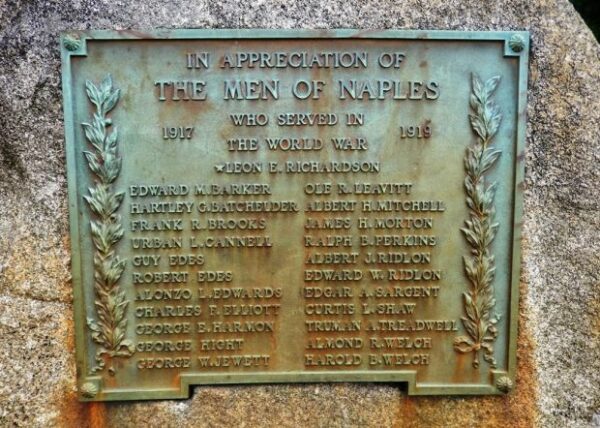 IN APPRECIATION OF
THE MEN OF NAPLES
WHO SERVED IN
1917 THE WORLD WAR 1919
★LEON E. RICHARDSON
EDWARD M. BARKER OLE R. LEAVITT
HARTLEY G. BATCHELDER ALBERT H. MITCHELL
FRANK R. BROOKS JAMES H. MORTON
URBAN L. CANNELL RALPH B. PERKINS
GUY EDES ALBERT J. RIDLON
ROBERT EDES EDWARD W. RIDLON
ALONZO L. EDWARDS EDGAR A. SARGENT
CHARLES F. ELLIOTT CURTIS L. SHAW
GEORGE E. HARMON TRUMAN A. TREADWELL
GEORGE HIGHT ALMOND R. WELCH
GEORGE W. JEWETT HAROLD B. WELCH